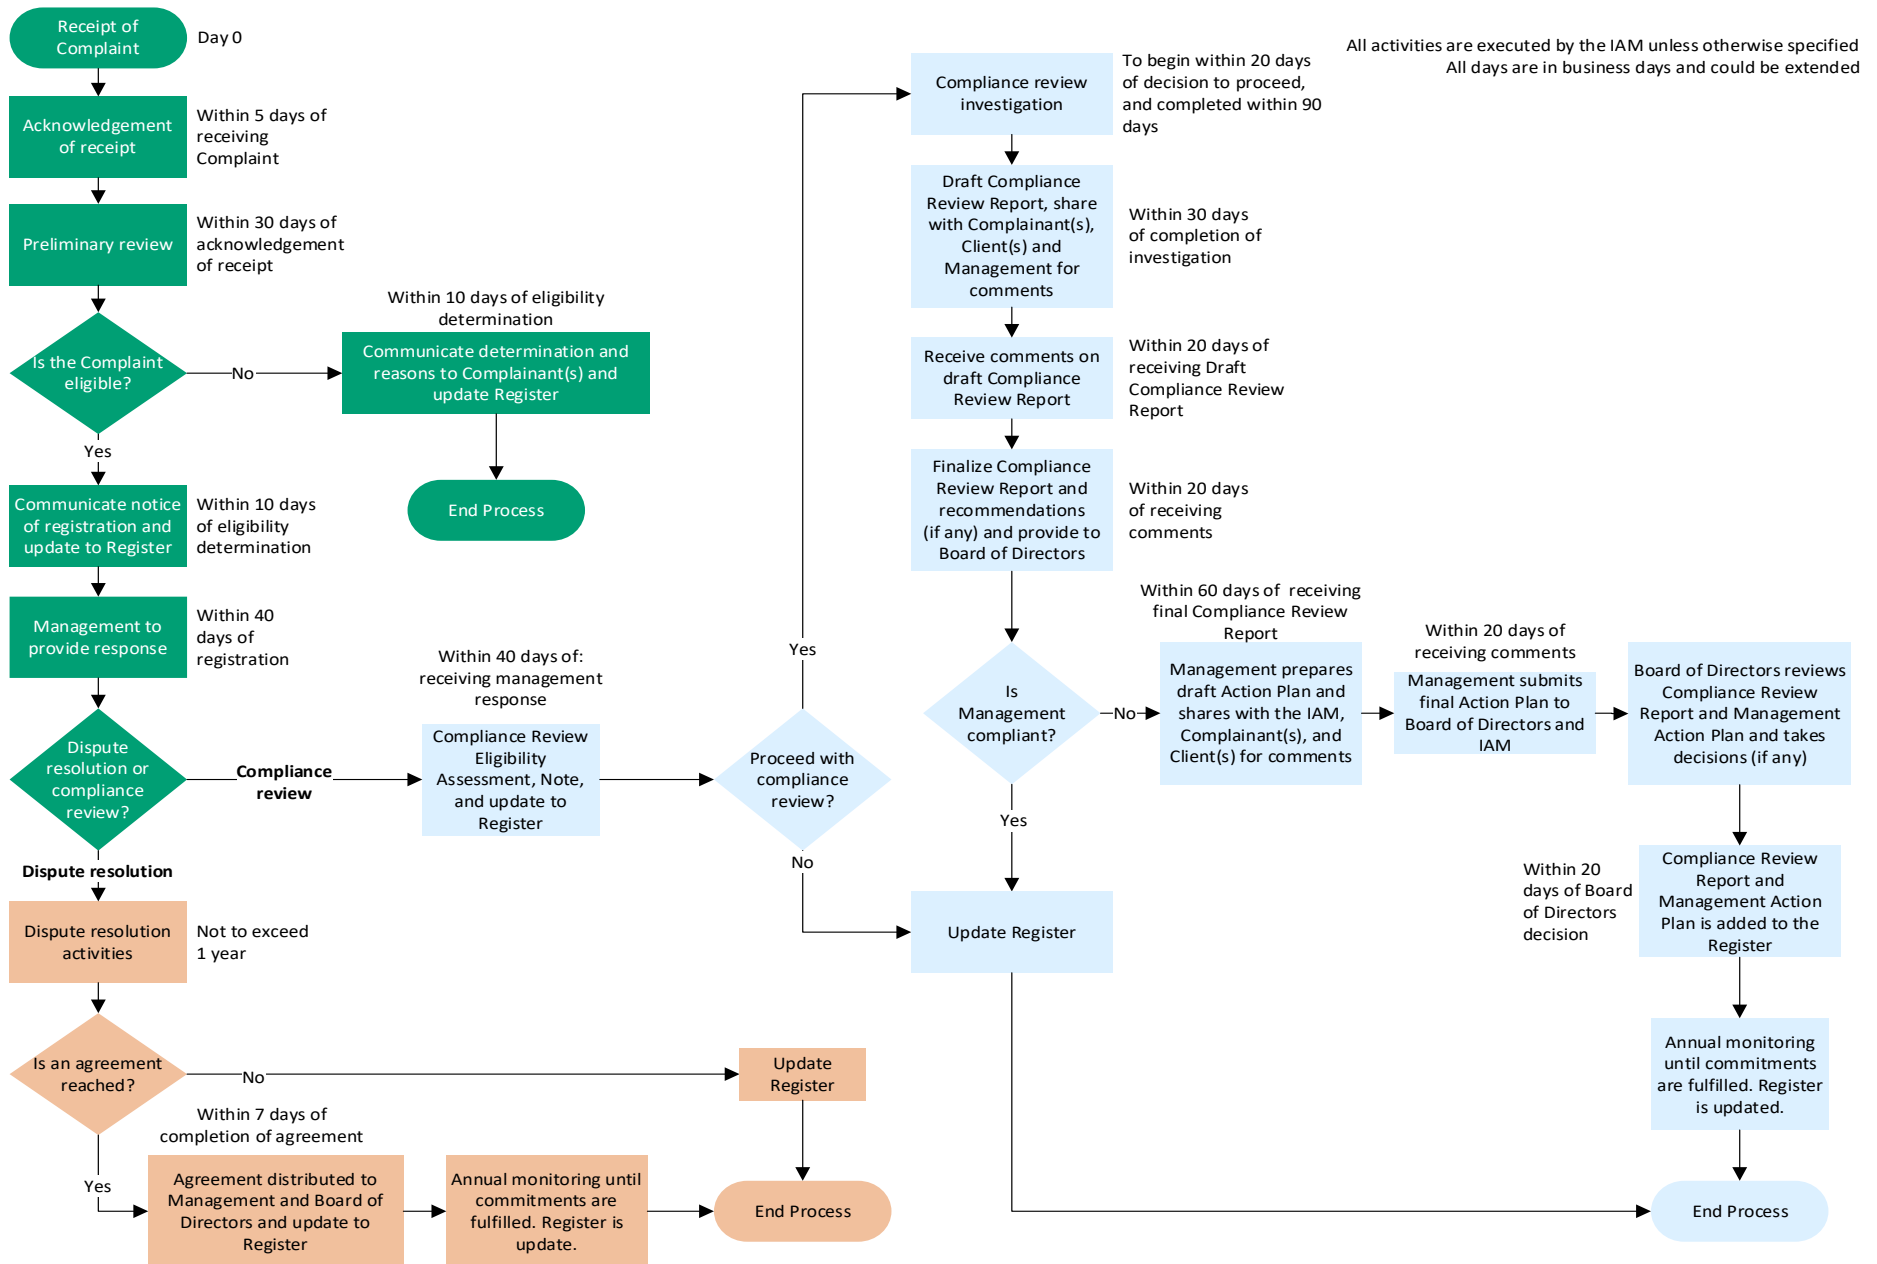 Receipt of
Complaint
Day 0
Acknowledgement
of receipt
Within 5 days of
receiving
Complaint
Preliminary review
Within 30 days of
acknowledgement
of receipt
Is the Complaint
eligible?
No
Within 10 days of eligibility
determination
Communicate determination and
reasons to Complainant(s) and
update Register
End Process
Yes
Communicate notice
of registration and
update to Register
Within 10 days
of eligibility
determination
Management to
provide response
Within 40
days of
registration
Dispute
resolution or
compliance
review?
Compliance
review
Within 40 days of:
receiving management
response
Compliance Review
Eligibility
Assessment, Note,
and update to
Register
Proceed with
compliance
review?
Yes
No
Dispute resolution
Dispute resolution
activities
Not to exceed
1 year
Is an agreement
reached?
No
Update
Register
Yes
Within 7 days of
completion of agreement
Agreement distributed to
Management and Board of
Directors and update to
Register
Annual monitoring until
commitments are
fulfilled. Register is
update.
End Process
All activities are executed by the IAM unless otherwise specified
All days are in business days and could be extended
Compliance review
investigation
To begin within 20 days
of decision to proceed,
and completed within 90
days
Draft Compliance
Review Report, share
with Complainant(s),
Client(s) and
Management for
comments
Within 30 days
of completion of
investigation
Receive comments on
draft Compliance
Review Report
Within 20 days of
receiving Draft
Compliance Review
Report
Finalize Compliance
Review Report and
recommendations
(if any) and provide to
Board of Directors
Within 20 days
of receiving
comments
Is
Management
compliant?
No
Within 60 days of receiving
final Compliance Review
Report
Management prepares
draft Action Plan and
shares with the IAM,
Complainant(s), and
Client(s) for comments
Within 20 days of
receiving comments
Management submits
final Action Plan to
Board of Directors and
IAM
Board of Directors reviews
Compliance Review
Report and Management
Action Plan and takes
decisions (if any)
Yes
Update Register
Within 20
days of Board
of Directors
decision
Compliance Review
Report and
Management Action
Plan is added to the
Register
Annual monitoring
until commitments
are fulfilled. Register
is updated.
End Process